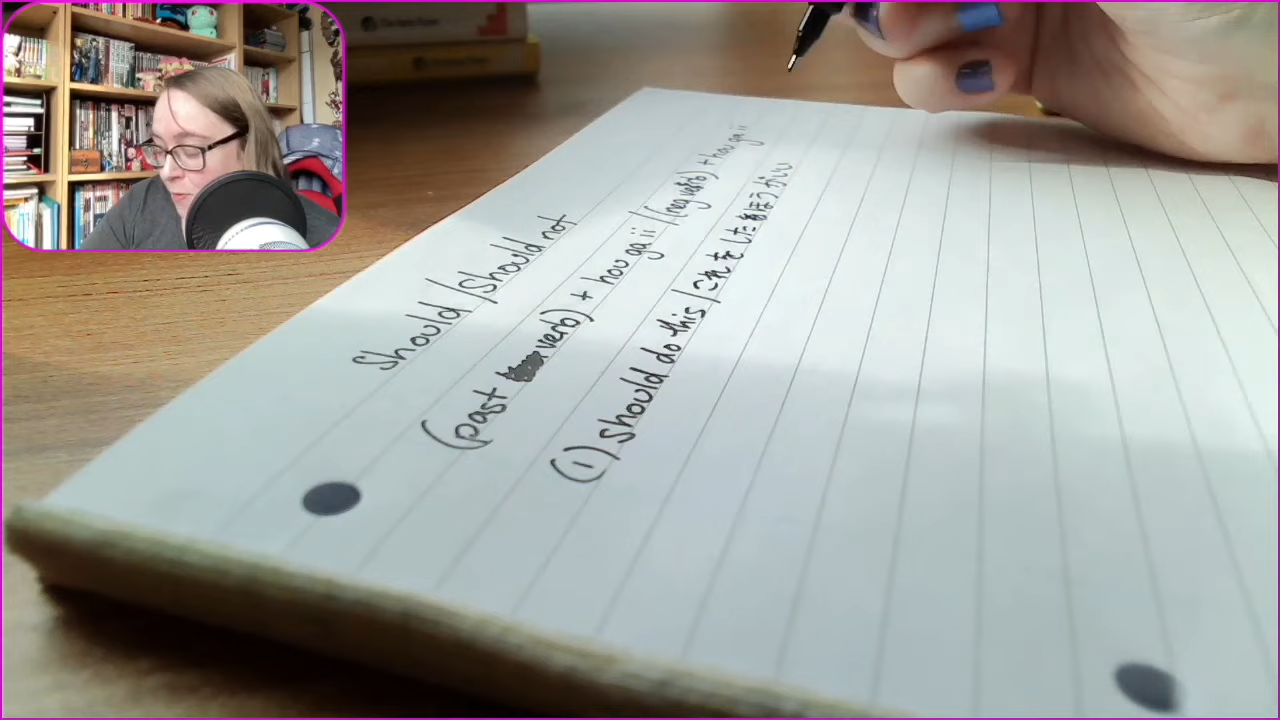 Should / Should not
(past verb) + hou ga ii / (neg verb) + hou ga ii
(1) should do this / これをしたほうがいい